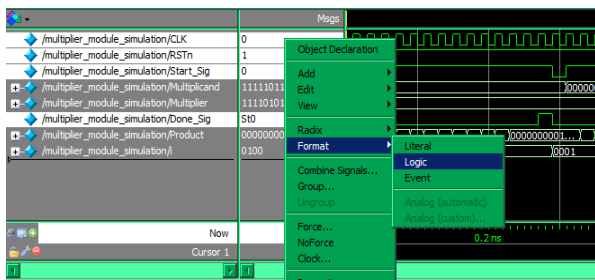 Msgs
/multiplier_module_simulation/CLK 0
/multiplier_module_simulation/RSTn 1
/multiplier_module_simulation/Start_Sig 0
/multiplier_module_simulation/Multiplicand 11111011
/multiplier_module_simulation/Multiplier 11110101
/multiplier_module_simulation/Done_Sig St0
/multiplier_module_simulation/Product 00000000
/multiplier_module_simulation/i 0100
Object Declaration
Add
Edit
View
Radix
Format
Combine Signals...
Group...
Ungroup
Force...
NoForce
Clock...
Literal
Logic
Event
Analog (automatic)
Analog (custom)...
00000
000000001...
0001
Now
Cursor 1
0.2 ns